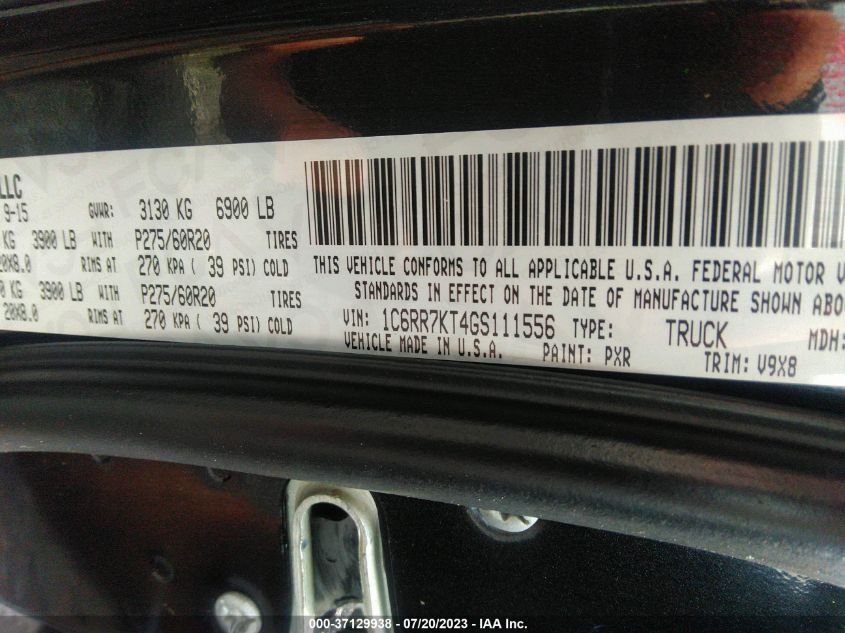 LLC
9-15 GVWR: 3130 KG 6900 LB
KG 3900 LB WITH P275/60R20 TIRES
20X8.0 RIMS AT 270 KPA ( 39 PSI) COLD
KG 3900 LB WITH P275/60R20 TIRES
20X8.0 RIMS AT 270 KPA ( 39 PSI) COLD
THIS VEHICLE CONFORMS TO ALL APPLICABLE U.S.A. FEDERAL MOTOR V
STANDARDS IN EFFECT ON THE DATE OF MANUFACTURE SHOWN ABO
VIN: 1C6RR7KT4GS111556 TYPE: TRUCK MDH:
VEHICLE MADE IN U.S.A. PAINT: PXR TRIM: V9X8
000-37129938 - 07/20/2023 - IAA Inc.